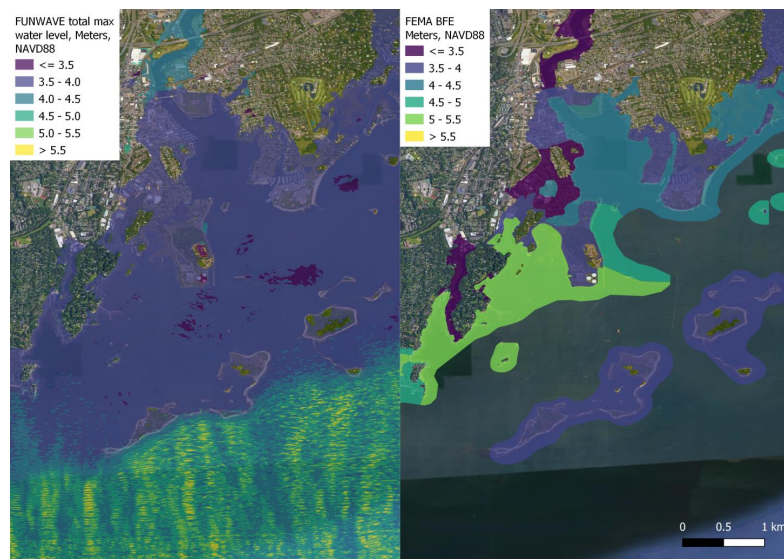 FUNWAVE total max
water level, Meters,
NAVD88
<= 3.5
3.5 - 4.0
4.0 - 4.5
4.5 - 5.0
5.0 - 5.5
> 5.5
FEMA BFE
Meters, NAVD88
<= 3.5
3.5 - 4
4 - 4.5
4.5 - 5
5 - 5.5
> 5.5
0 0.5 1 km